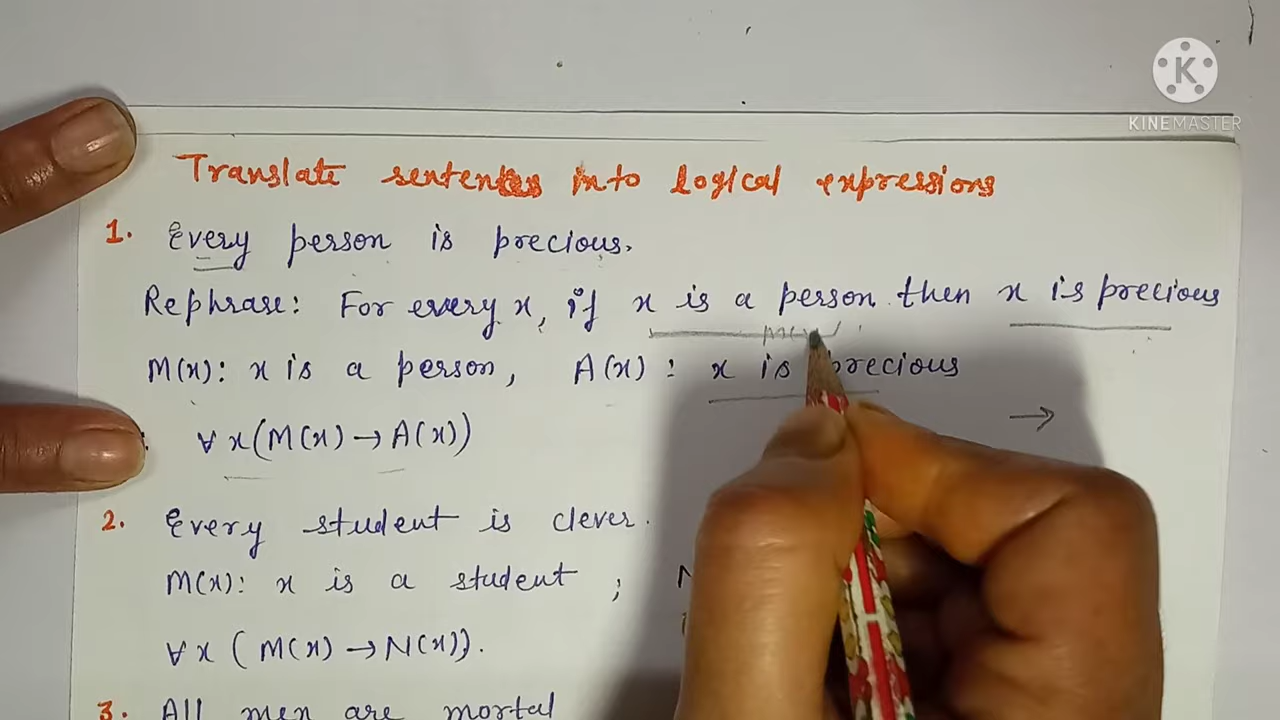 KINEMASTER
Translate sentences into logical expressions
1. Every person is precious.
Rephrase: For every x, if x is a person then x is precious
M(x)
M(x): x is a person, A(x): x is precious
→
∀x(M(x)→A(x))
2. Every student is clever.
M(x): x is a student ;
∀x (M(x)→N(x)).
3. All men are mortal